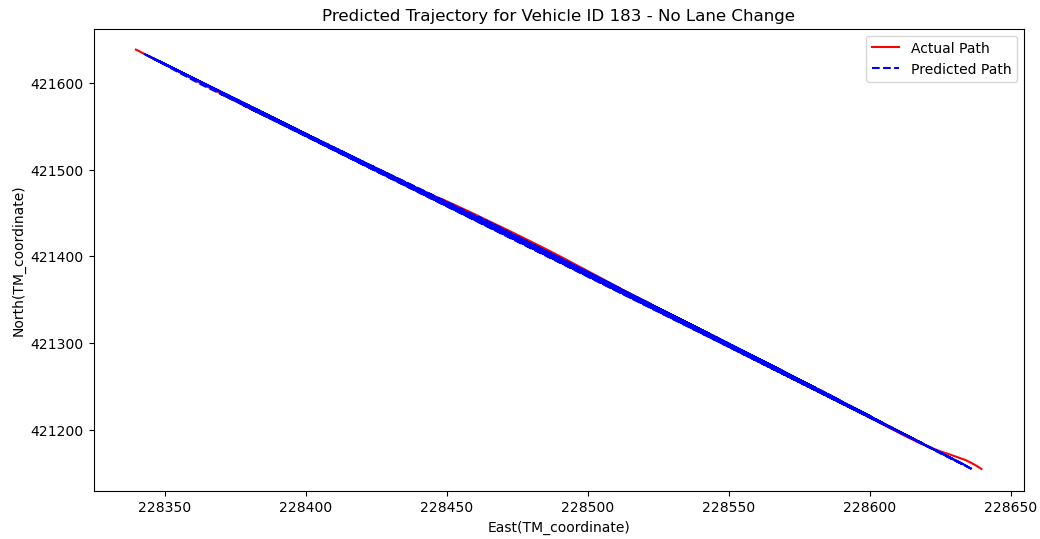 Predicted Trajectory for Vehicle ID 183 - No Lane Change
Actual Path
Predicted Path
North(TM_coordinate)
421600
421500
421400
421300
421200
228350
228400
228450
228500
228550
228600
228650
East(TM_coordinate)